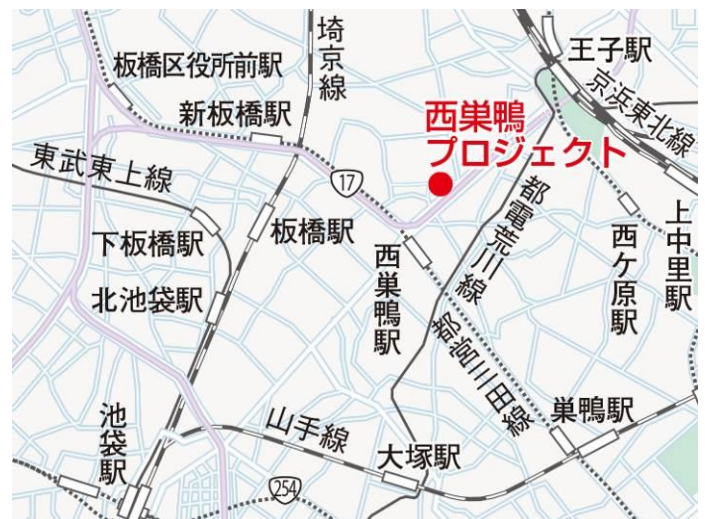 埼京線
王子駅
板橋区役所前駅
京浜東北線
新板橋駅
西巣鴨
プロジェクト
東武東上線
17
都電荒川線
上中里駅
下板橋駅
板橋駅
西巣鴨駅
西ケ原駅
北池袋駅
都営三田線
池袋駅
山手線
巣鴨駅
大塚駅
254